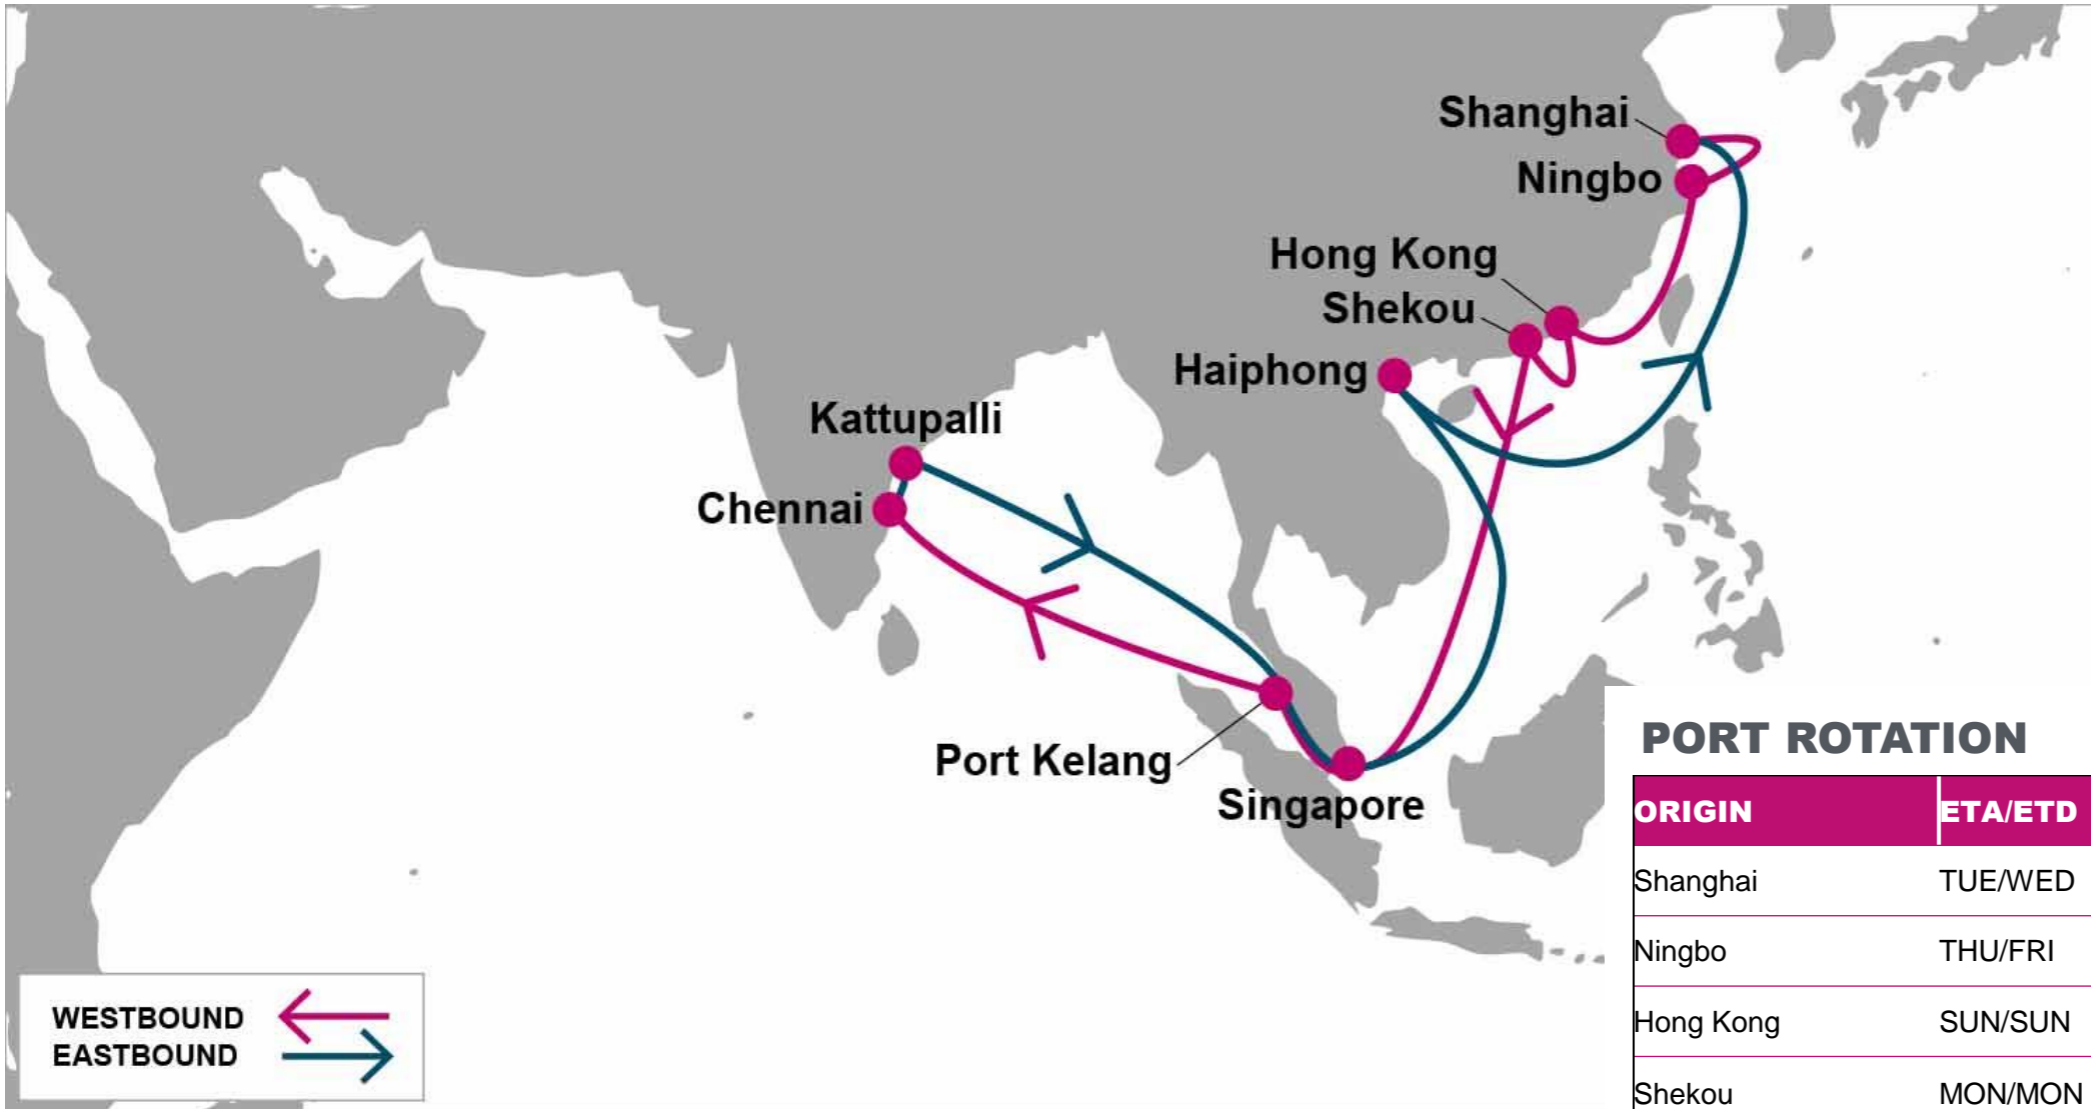 Shanghai
Ningbo
Hong Kong
Shekou
Haiphong
Kattupalli
Chennai
Port Kelang
Singapore
WESTBOUND
EASTBOUND
PORT ROTATION
ORIGIN ETA/ETD
Shanghai TUE/WED
Ningbo THU/FRI
Hong Kong SUN/SUN
Shekou MON/MON